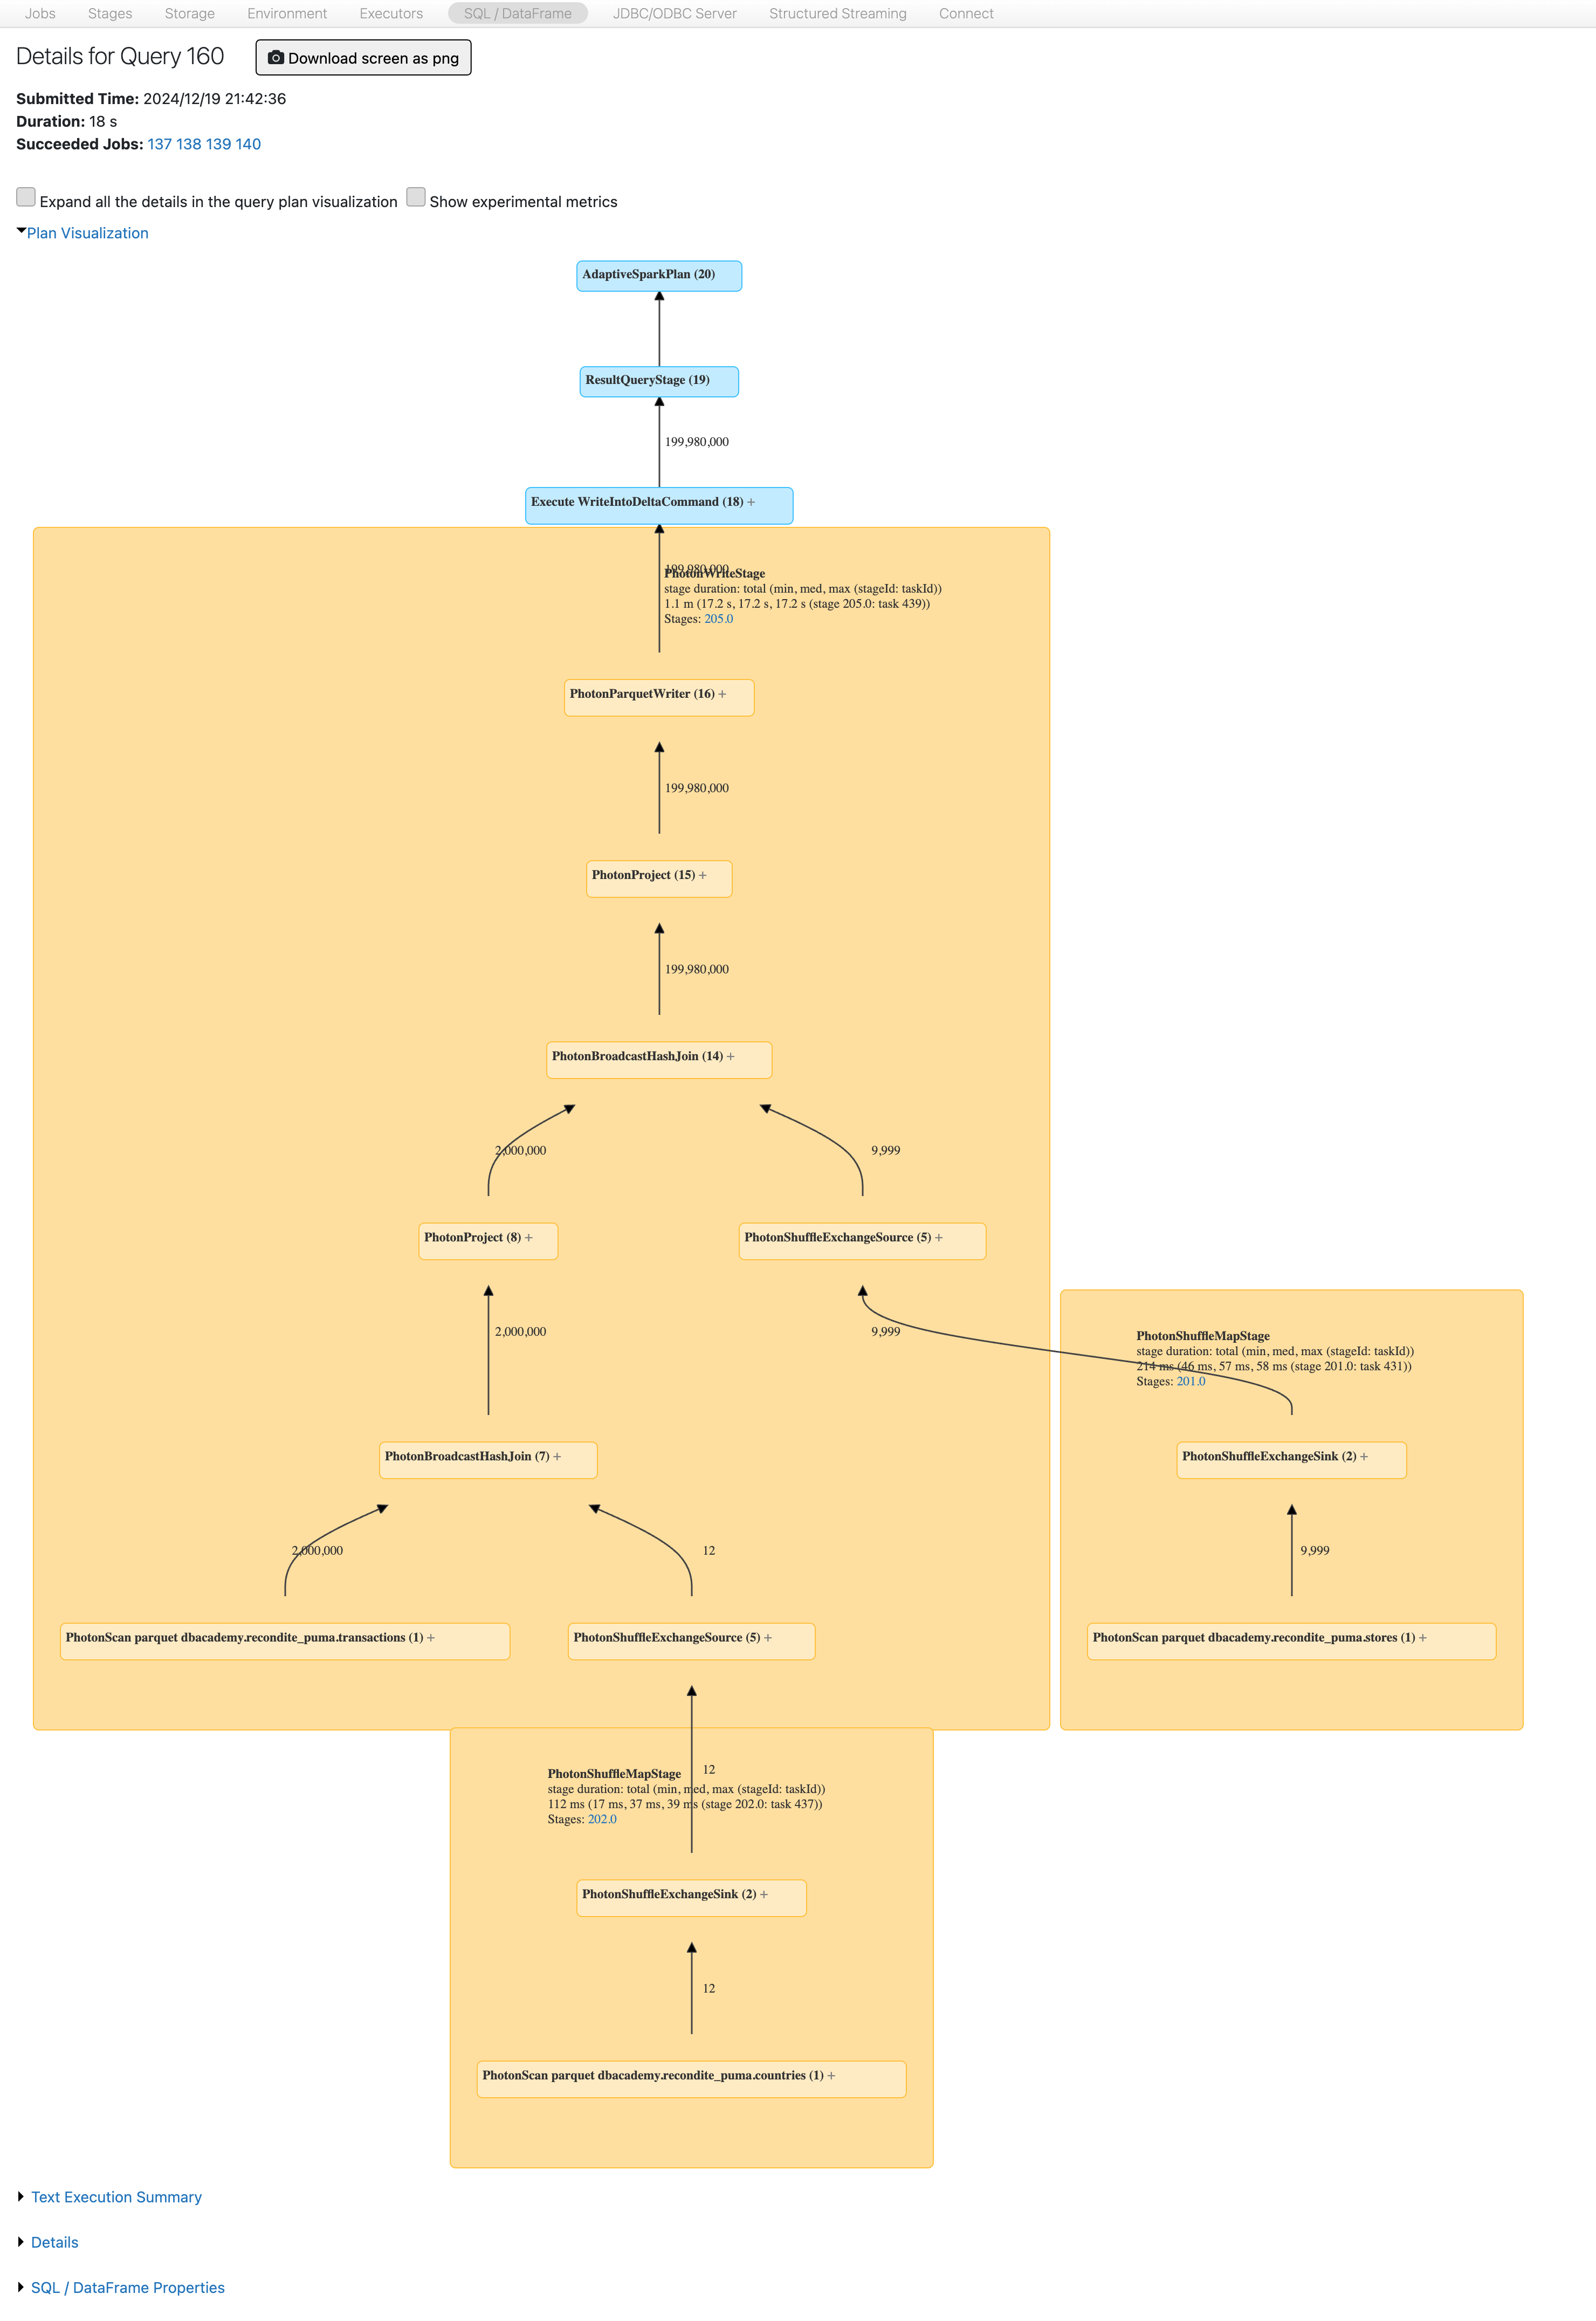 Jobs Stages Storage Environment Executors SQL / DataFrame JDBC/ODBC Server Structured Streaming Connect
Details for Query 160
Download screen as png
Submitted Time: 2024/12/19 21:42:36
Duration: 18 s
Succeeded Jobs: 137 138 139 140
Expand all the details in the query plan visualization
Show experimental metrics
Plan Visualization
AdaptiveSparkPlan (20)
ResultQueryStage (19)
199,980,000
Execute WriteIntoDeltaCommand (18) +
199,980,000
PhotonWriteStage
stage duration: total (min, med, max (stageId: taskId))
1.1 m (17.2 s, 17.2 s, 17.2 s (stage 205.0: task 439))
Stages: 205.0
PhotonParquetWriter (16) +
199,980,000
PhotonProject (15) +
199,980,000
PhotonBroadcastHashJoin (14) +
2,000,000
9,999
PhotonProject (8) +
PhotonShuffleExchangeSource (5) +
2,000,000
9,999
PhotonShuffleMapStage
stage duration: total (min, med, max (stageId: taskId))
214 ms (46 ms, 57 ms, 58 ms (stage 201.0: task 431))
Stages: 201.0
PhotonBroadcastHashJoin (7) +
PhotonShuffleExchangeSink (2) +
2,000,000
12
9,999
PhotonScan parquet dbacademy.recondite_puma.transactions (1) +
PhotonShuffleExchangeSource (5) +
PhotonScan parquet dbacademy.recondite_puma.stores (1) +
12
PhotonShuffleMapStage
stage duration: total (min, med, max (stageId: taskId))
112 ms (17 ms, 37 ms, 39 ms (stage 202.0: task 437))
Stages: 202.0
PhotonShuffleExchangeSink (2) +
12
PhotonScan parquet dbacademy.recondite_puma.countries (1) +
Text Execution Summary
Details
SQL / DataFrame Properties